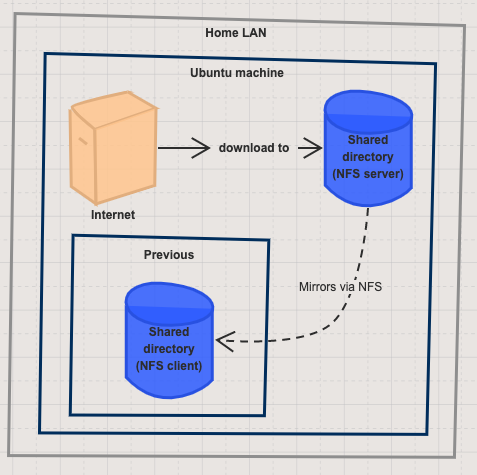 Home LAN
Ubuntu machine
download to
Shared
directory
(NFS server)
Internet
Previous
Mirrors via NFS
Shared
directory
(NFS client)